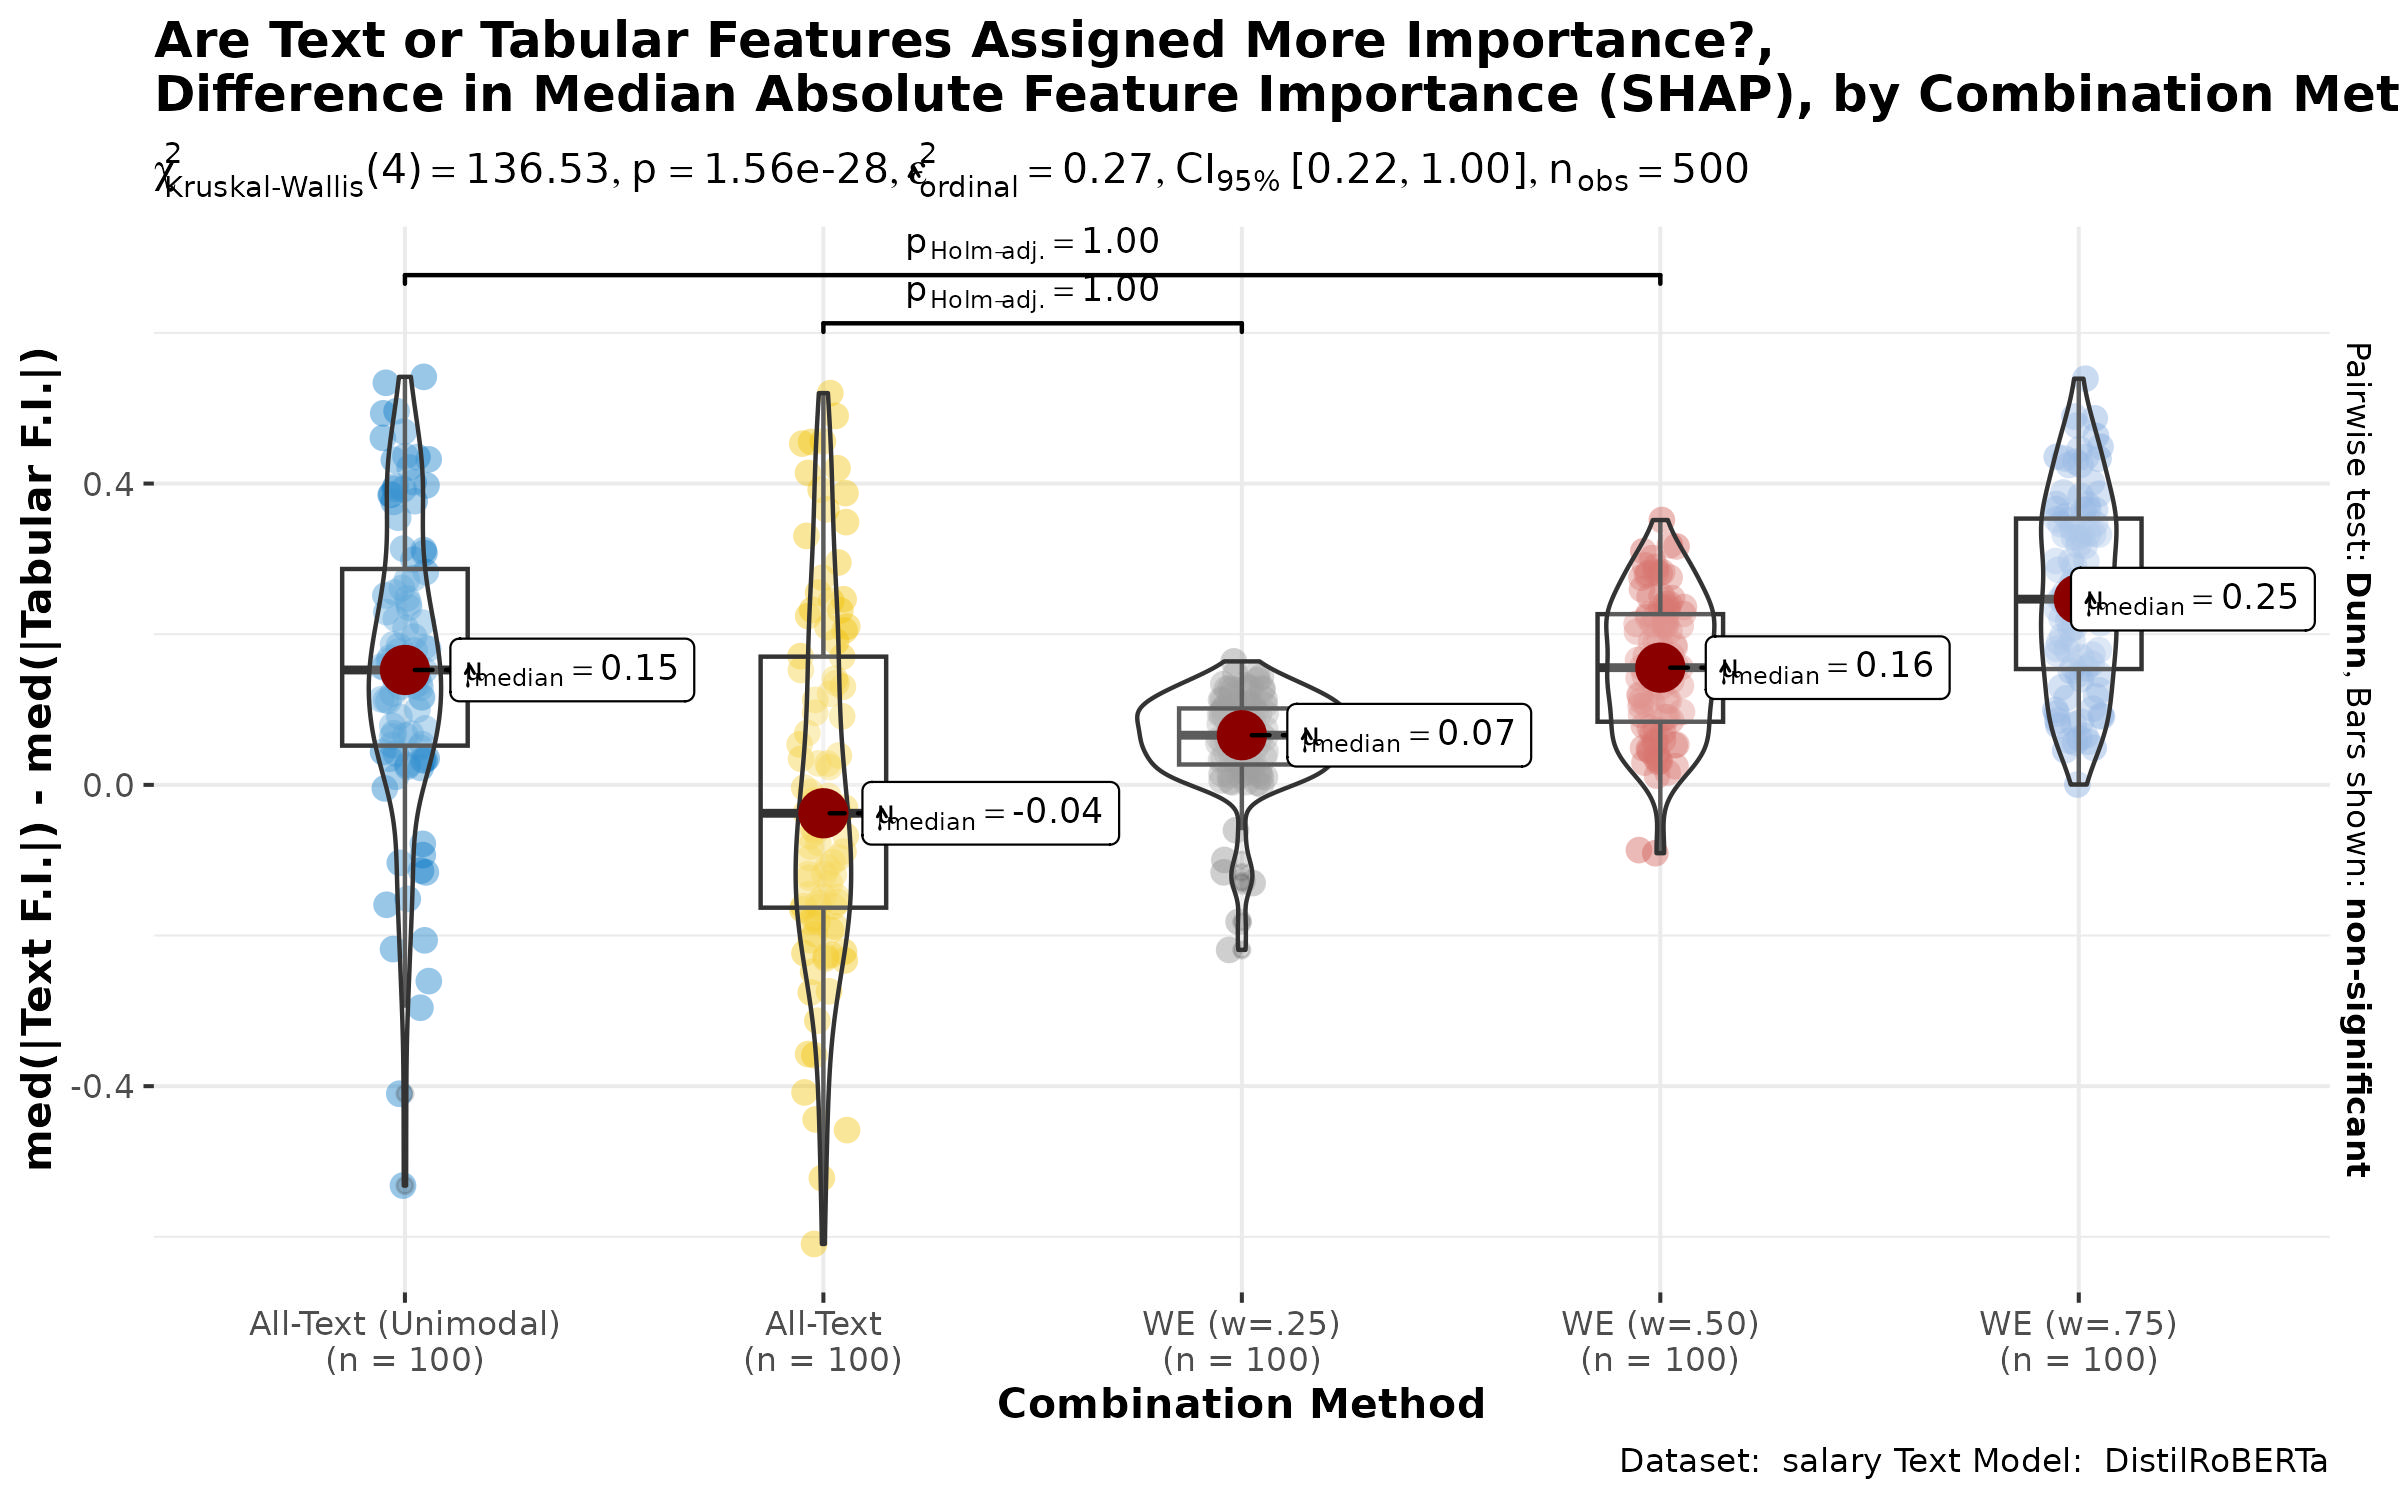 Are Text or Tabular Features Assigned More Importance?,
Difference in Median Absolute Feature Importance (SHAP), by Combination Met
χ²Kruskal-Wallis(4) = 136.53, p = 1.56e-28, ε̂²ordinal = 0.27, CI95% [0.22, 1.00], nobs = 500
pHolm-adj. = 1.00
pHolm-adj. = 1.00
med(|Text F.I.|) - med(|Tabular F.I.|)
0.4
0.0
-0.4
μ̂median = 0.15
μ̂median = -0.04
μ̂median = 0.07
μ̂median = 0.16
μ̂median = 0.25
Pairwise test: Dunn, Bars shown: non-significant
All-Text (Unimodal)
(n = 100)
All-Text
(n = 100)
WE (w=.25)
(n = 100)
WE (w=.50)
(n = 100)
WE (w=.75)
(n = 100)
Combination Method
Dataset:  salary Text Model:  DistilRoBERTa